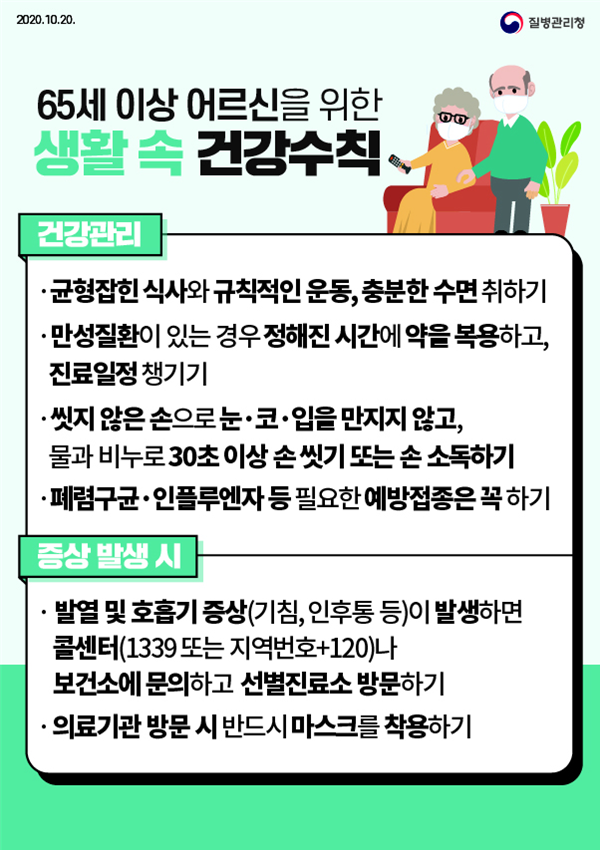 2020.10.20.
질병관리청
65세 이상 어르신을 위한
생활 속 건강수칙
건강관리
· 균형잡힌 식사와 규칙적인 운동, 충분한 수면 취하기
· 만성질환이 있는 경우 정해진 시간에 약을 복용하고,
진료일정 챙기기
· 씻지 않은 손으로 눈·코·입을 만지지 않고,
물과 비누로 30초 이상 손 씻기 또는 손 소독하기
· 폐렴구균·인플루엔자 등 필요한 예방접종은 꼭 하기
증상 발생 시
· 발열 및 호흡기 증상(기침, 인후통 등)이 발생하면
콜센터(1339 또는 지역번호+120)나
보건소에 문의하고 선별진료소 방문하기
· 의료기관 방문 시 반드시 마스크를 착용하기